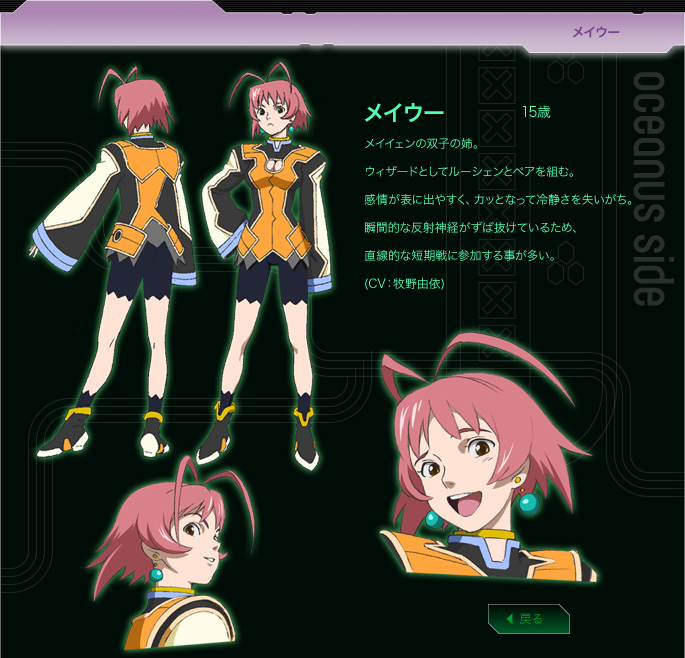 メイウー
メイウー 15歳
メイイェンの双子の姉。
ウィザードとしてルーシェンとペアを組む。
感情が表に出やすく、カッとなって冷静さを失いがち。
瞬間的な反射神経がずば抜けているため、
直線的な短期戦に参加する事が多い。
(CV：牧野由依)
oceanus side
戻る